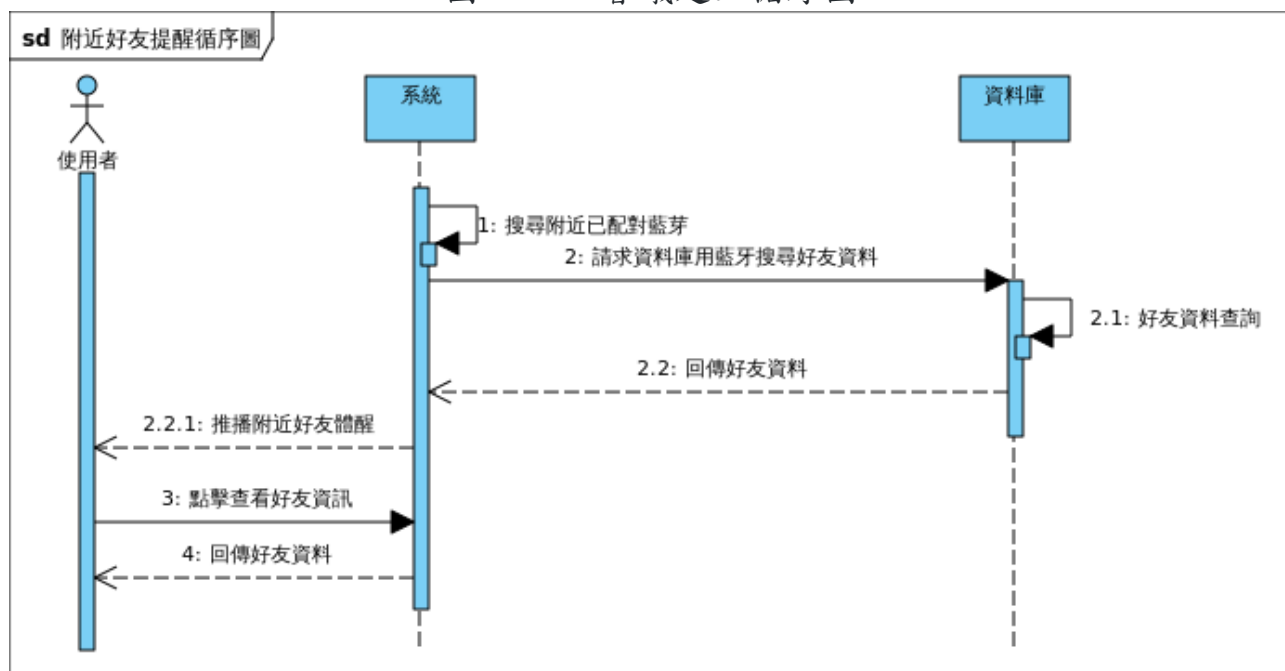 sd 附近好友提醒循序圖
使用者
系統
資料庫
1: 搜尋附近已配對藍芽
2: 請求資料庫用藍牙搜尋好友資料
2.1: 好友資料查詢
2.2: 回傳好友資料
2.2.1: 推播附近好友體醒
3: 點擊查看好友資訊
4: 回傳好友資料